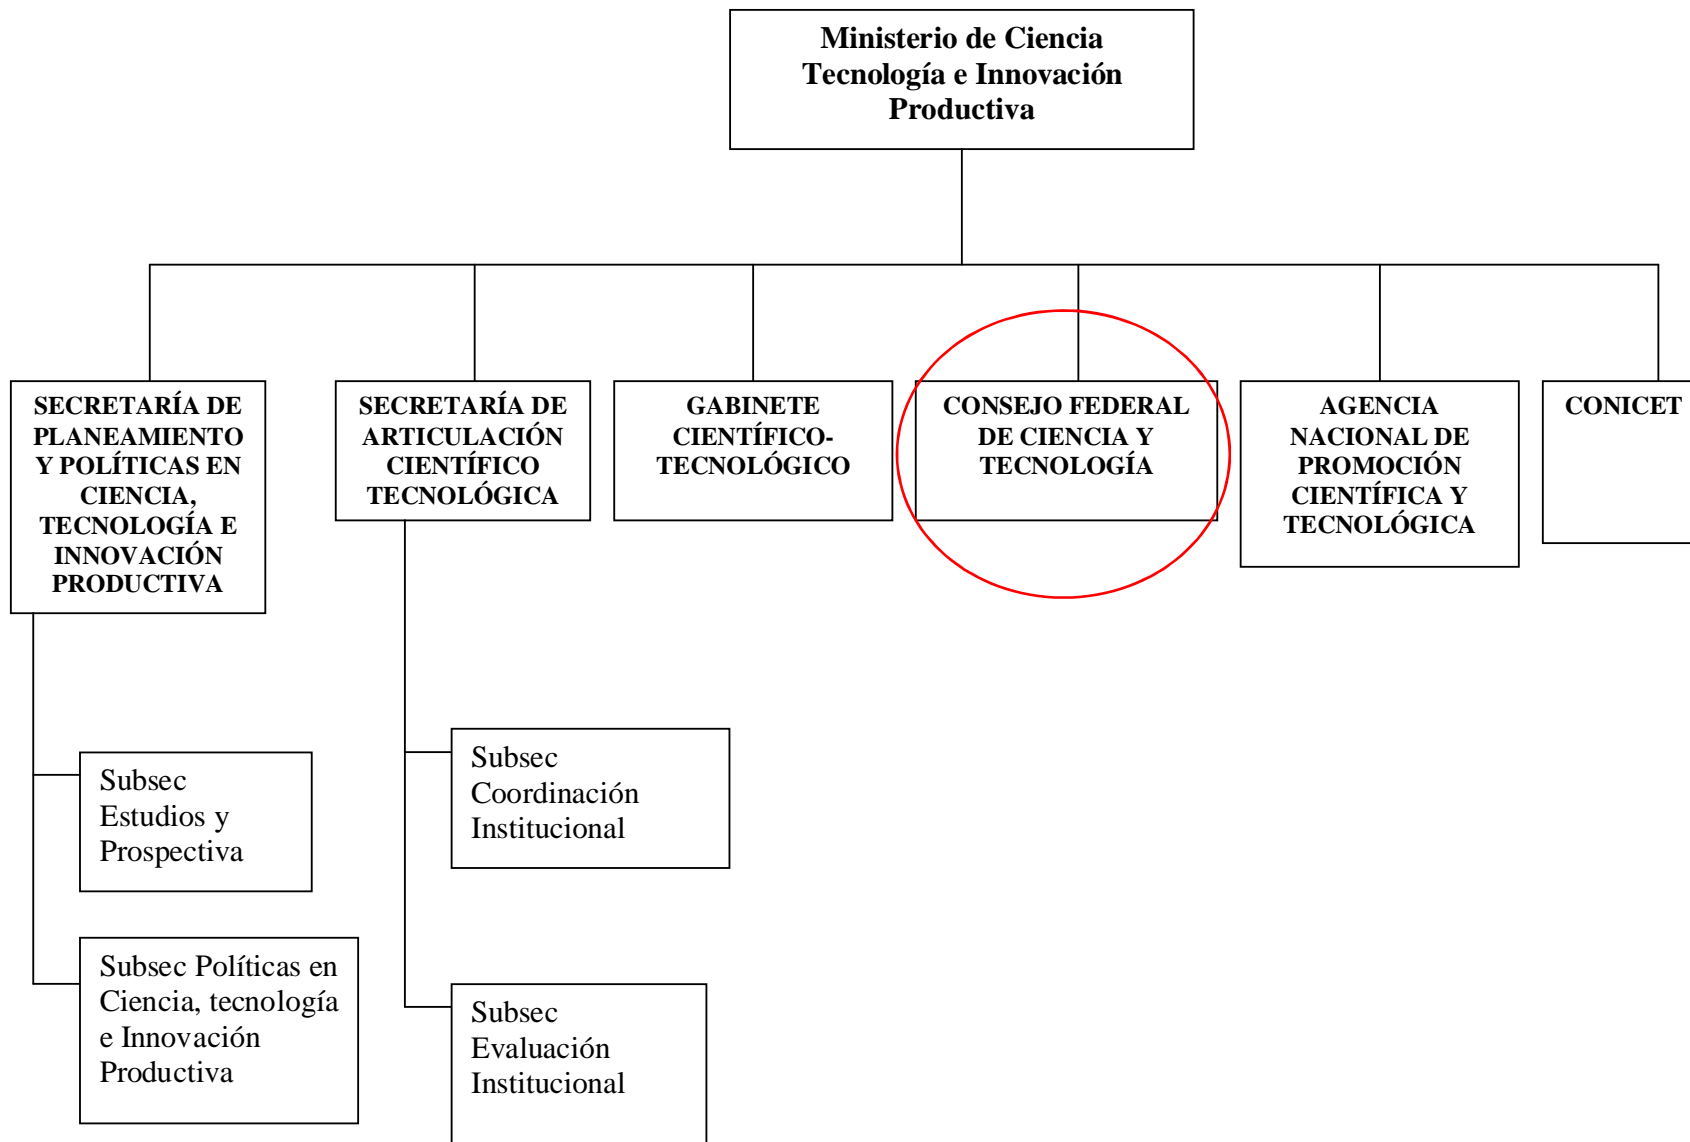 Ministerio de Ciencia
Tecnología e Innovación
Productiva
SECRETARÍA DE
PLANEAMIENTO
Y POLÍTICAS EN
CIENCIA,
TECNOLOGÍA E
INNOVACIÓN
PRODUCTIVA
SECRETARÍA DE
ARTICULACIÓN
CIENTÍFICO
TECNOLÓGICA
GABINETE
CIENTÍFICO-
TECNOLÓGICO
CONSEJO FEDERAL
DE CIENCIA Y
TECNOLOGÍA
AGENCIA
NACIONAL DE
PROMOCIÓN
CIENTÍFICA Y
TECNOLÓGICA
CONICET
Subsec
Estudios y
Prospectiva
Subsec Políticas en
Ciencia, tecnología
e Innovación
Productiva
Subsec
Coordinación
Institucional
Subsec
Evaluación
Institucional